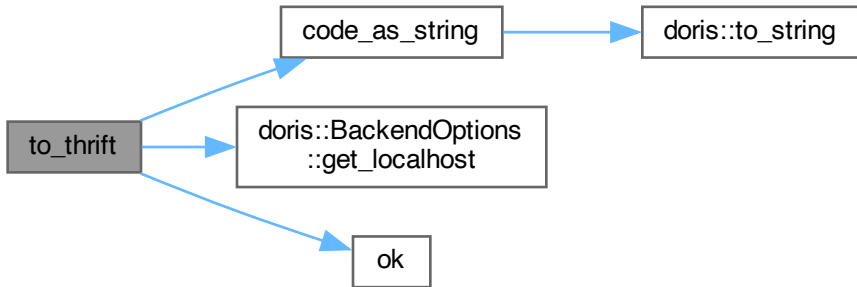 code_as_string
doris::to_string
to_thrift
doris::BackendOptions
::get_localhost
ok